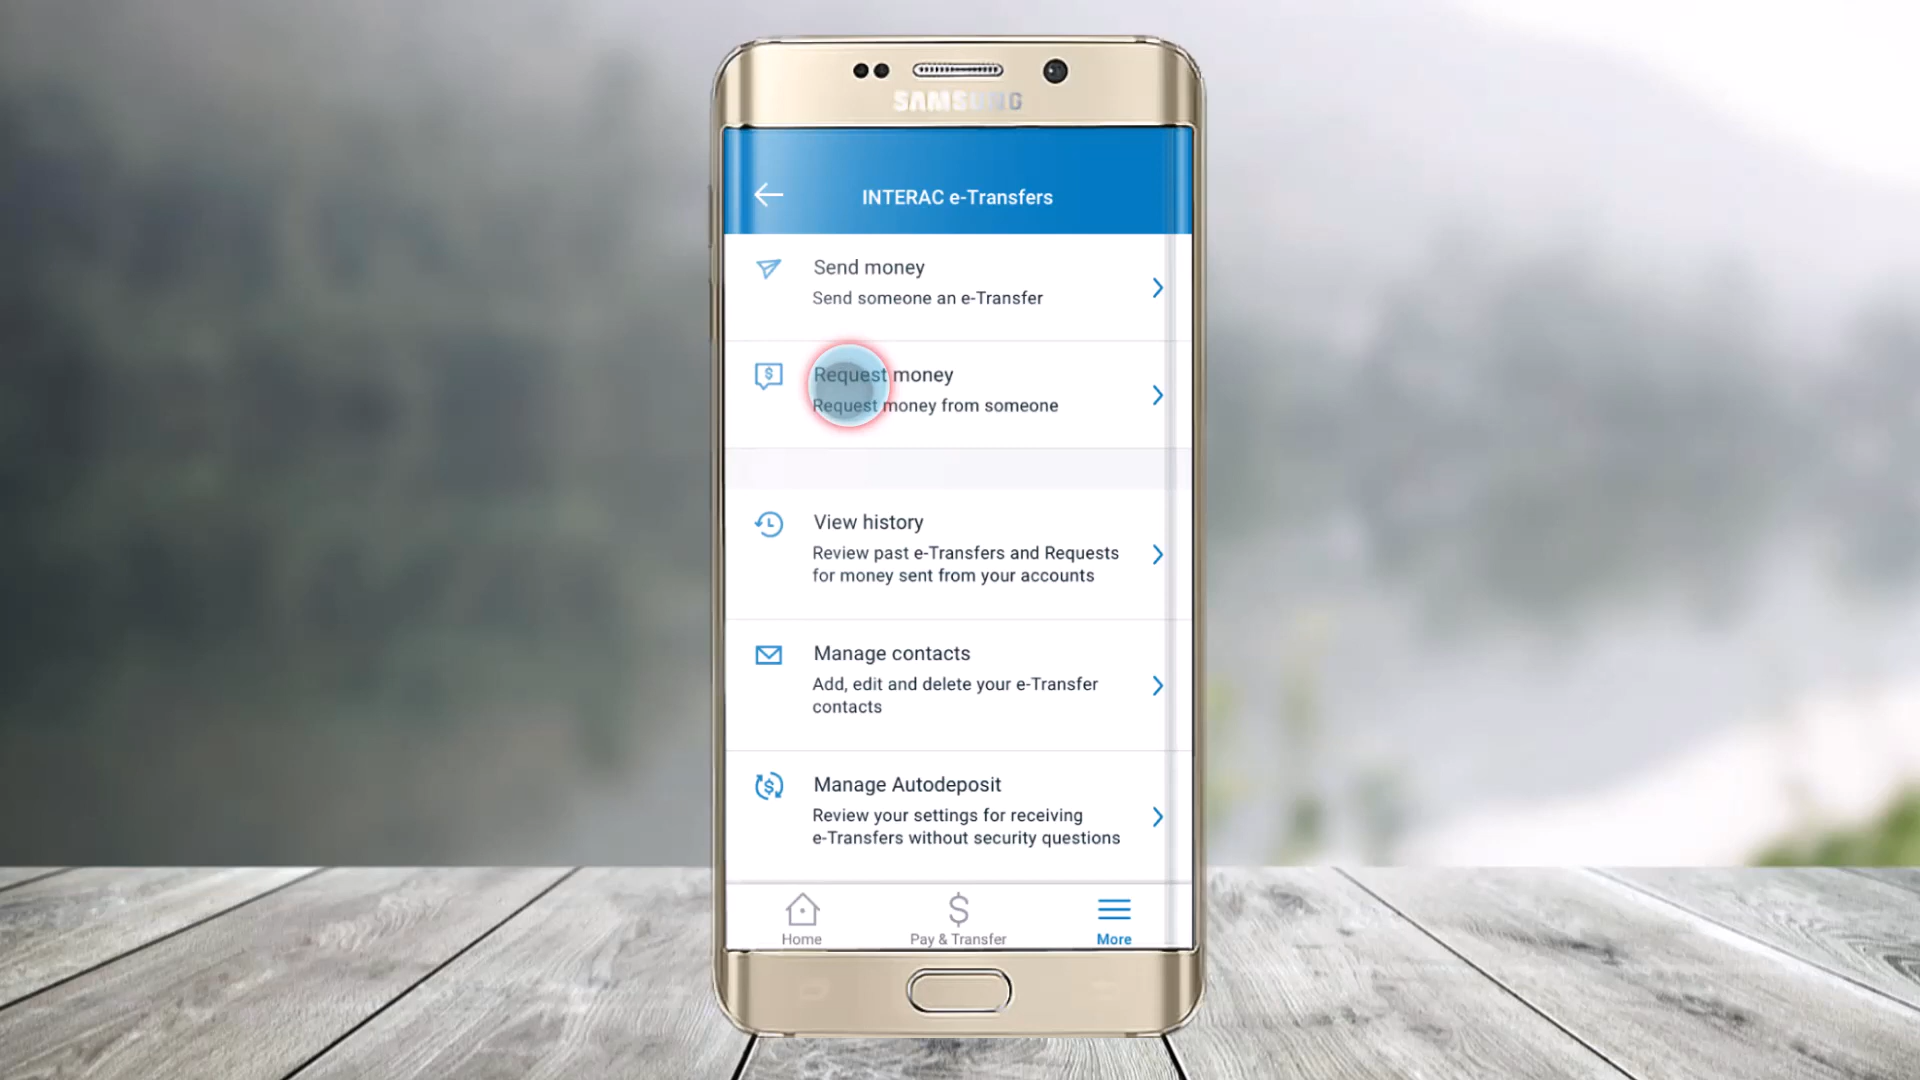 SAMSUNG
INTERAC e-Transfers
Send money
Send someone an e-Transfer
$
Request money
Request money from someone
View history
Review past e-Transfers and Requests
for money sent from your accounts
Manage contacts
Add, edit and delete your e-Transfer
contacts
$
Manage Autodeposit
Review your settings for receiving
e-Transfers without security questions
$
Home
Pay & Transfer
More